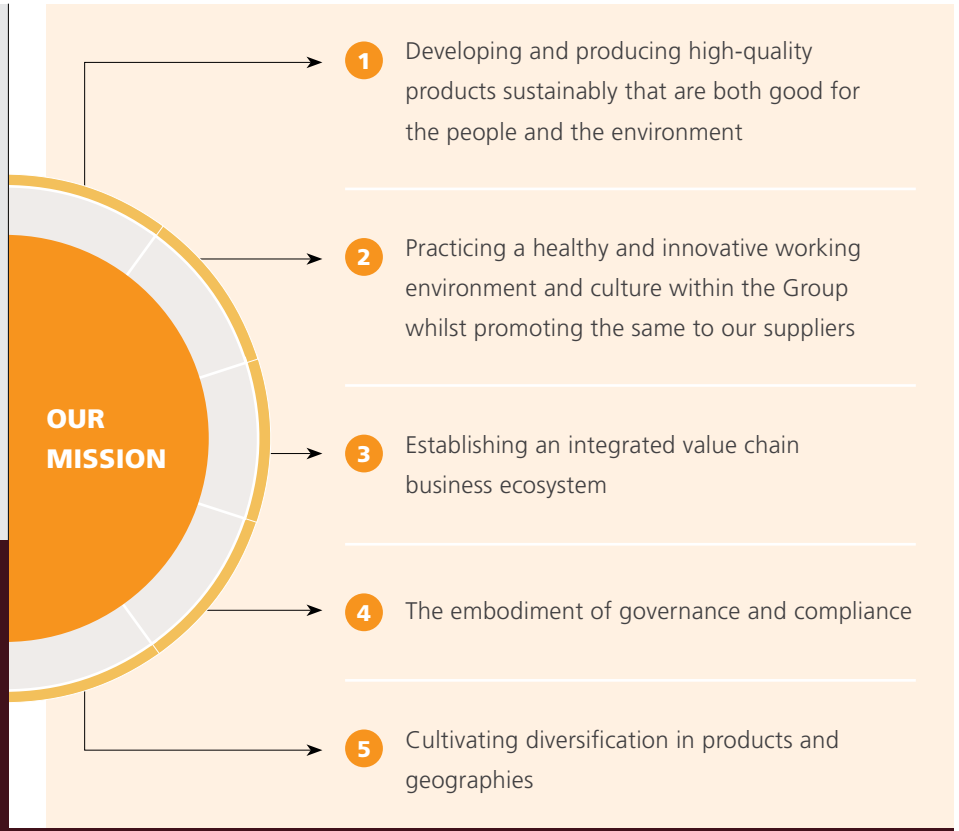 OUR
MISSION
1
Developing and producing high-quality
products sustainably that are both good for
the people and the environment
2
Practicing a healthy and innovative working
environment and culture within the Group
whilst promoting the same to our suppliers
3
Establishing an integrated value chain
business ecosystem
4
The embodiment of governance and compliance
5
Cultivating diversification in products and
geographies